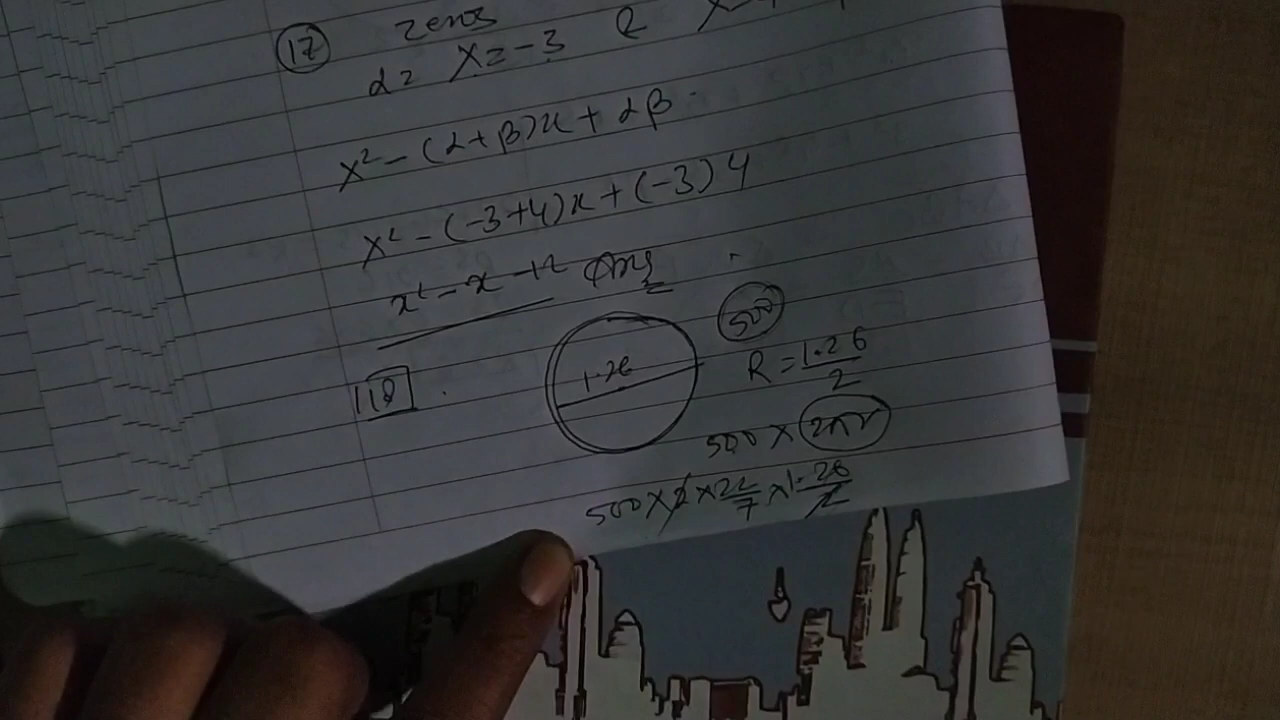 17 zeros
α = x = -3 &
x² - (α+β)x + αβ
x² - (-3+4)x + (-3)4
x² - x - 12 Ans
500
1.26
R = 1.26/2
18
500 × 2πr
500 × 2 × 22/7 × 1.26/2